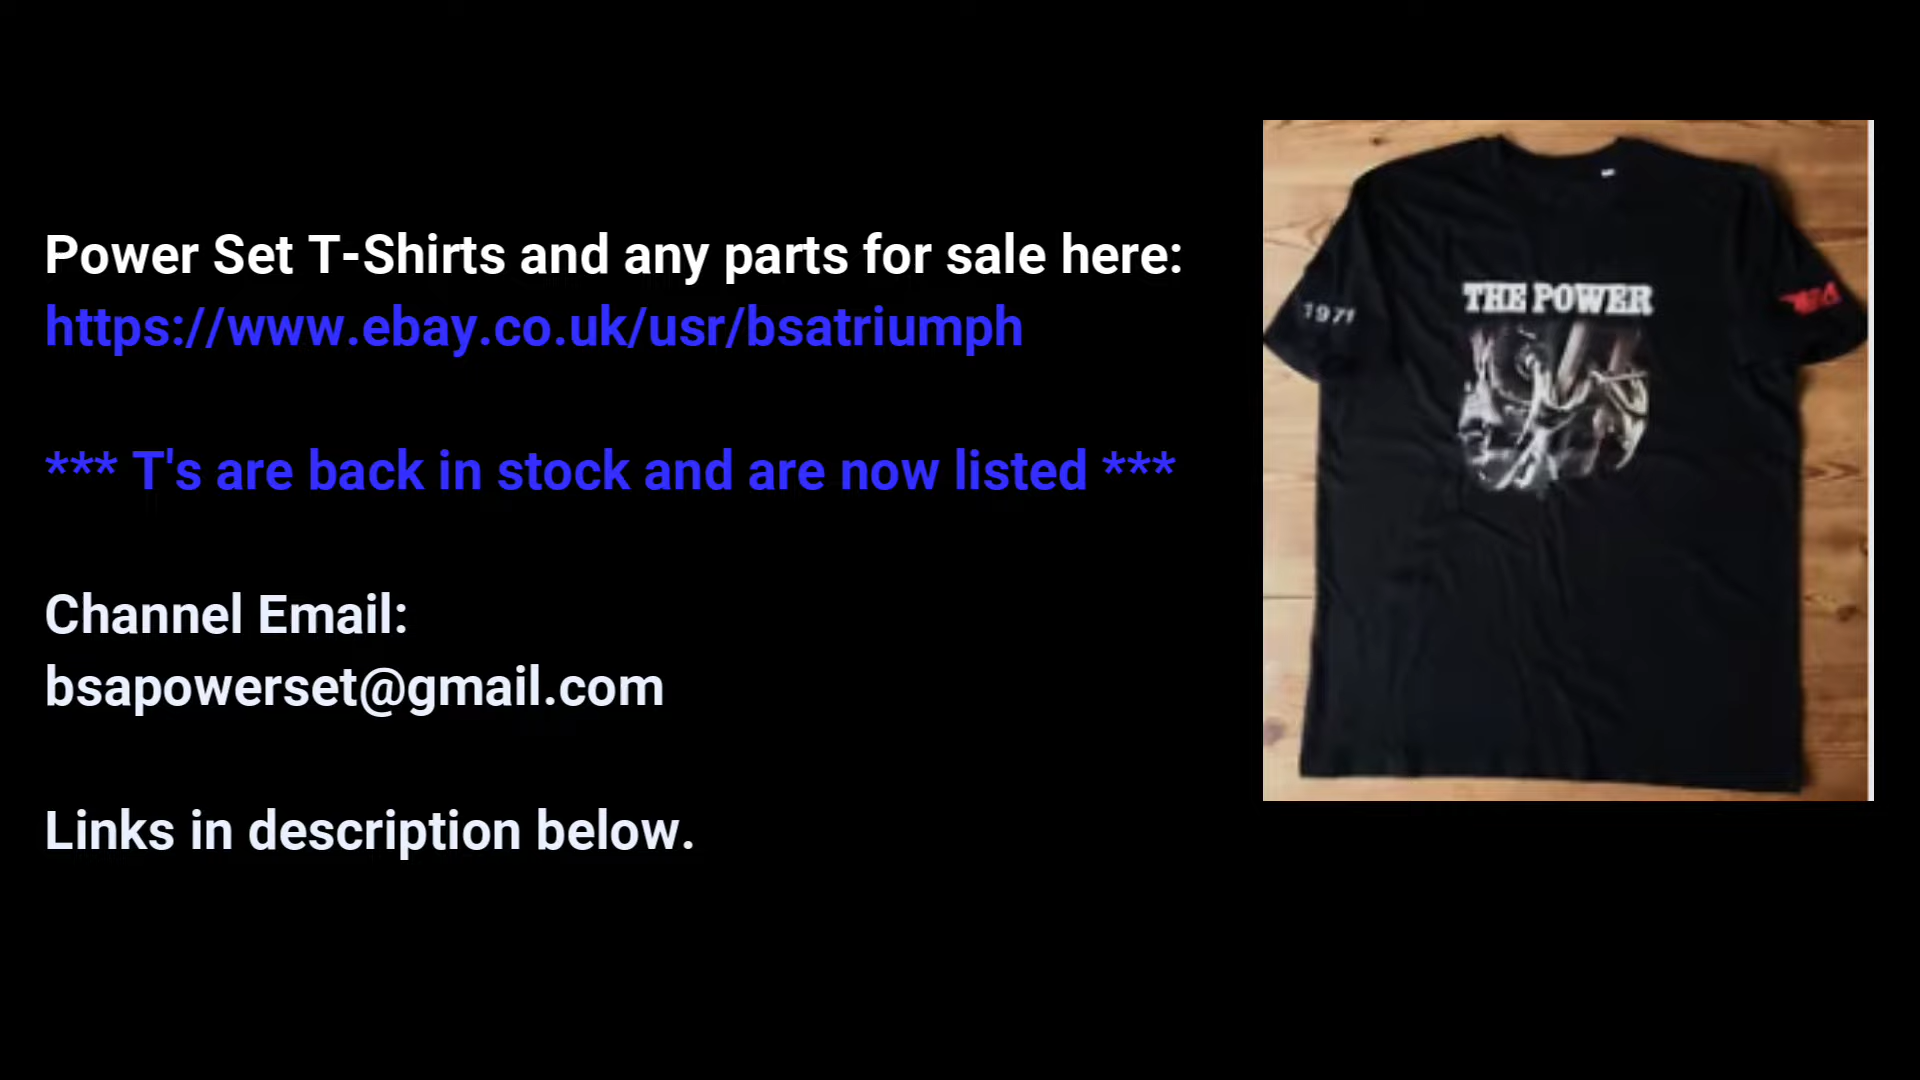 Power Set T-Shirts and any parts for sale here:
https://www.ebay.co.uk/usr/bsatriumph
*** T's are back in stock and are now listed ***
Channel Email:
bsapowerset@gmail.com
Links in description below.
THE POWER
1971